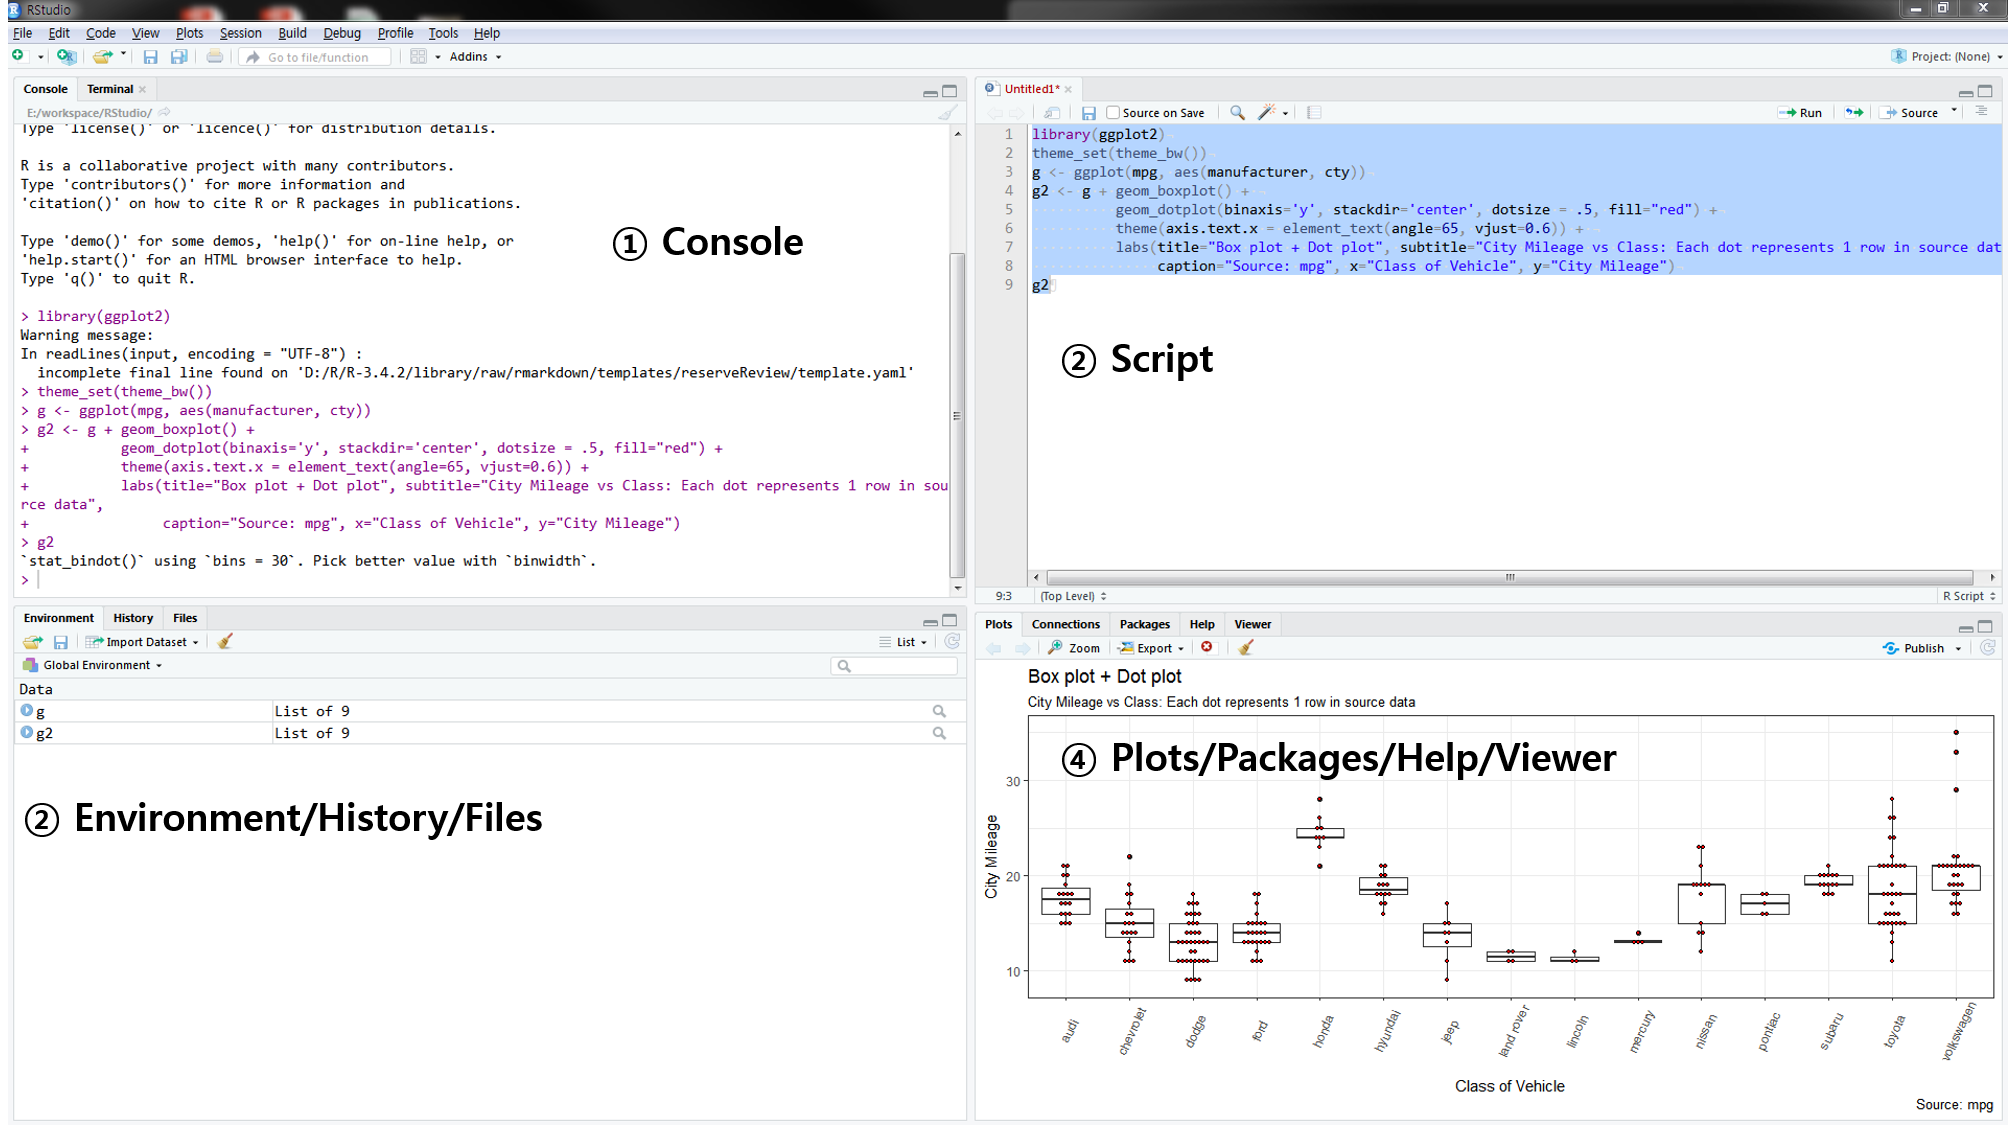 RStudio
File Edit Code View Plots Session Build Debug Profile Tools Help
Go to file/function Addins Project: (None)
Console Terminal
E:/workspace/RStudio/
Type 'license()' or 'licence()' for distribution details.
R is a collaborative project with many contributors.
Type 'contributors()' for more information and
'citation()' on how to cite R or R packages in publications.
Type 'demo()' for some demos, 'help()' for on-line help, or
'help.start()' for an HTML browser interface to help.
Type 'q()' to quit R.
> library(ggplot2)
Warning message:
In readLines(input, encoding = "UTF-8") :
  incomplete final line found on 'D:/R/R-3.4.2/library/raw/rmarkdown/templates/reserveReview/template.yaml'
> theme_set(theme_bw())
> g <- ggplot(mpg, aes(manufacturer, cty))
> g2 <- g + geom_boxplot() +
+           geom_dotplot(binaxis='y', stackdir='center', dotsize = .5, fill="red") +
+           theme(axis.text.x = element_text(angle=65, vjust=0.6)) +
+           labs(title="Box plot + Dot plot", subtitle="City Mileage vs Class: Each dot represents 1 row in sou
rce data",
+                caption="Source: mpg", x="Class of Vehicle", y="City Mileage")
> g2
`stat_bindot()` using `bins = 30`. Pick better value with `binwidth`.
>
① Console
Untitled1*
Source on Save Run Source
1 library(ggplot2)
2 theme_set(theme_bw())
3 g <- ggplot(mpg, aes(manufacturer, cty))
4 g2 <- g + geom_boxplot() +
5           geom_dotplot(binaxis='y', stackdir='center', dotsize = .5, fill="red") +
6           theme(axis.text.x = element_text(angle=65, vjust=0.6)) +
7           labs(title="Box plot + Dot plot", subtitle="City Mileage vs Class: Each dot represents 1 row in source dat
8                caption="Source: mpg", x="Class of Vehicle", y="City Mileage")
9 g2
② Script
9:3 (Top Level) R Script
Environment History Files
Import Dataset List
Global Environment
Data
g List of 9
g2 List of 9
② Environment/History/Files
Plots Connections Packages Help Viewer
Zoom Export Publish
Box plot + Dot plot
City Mileage vs Class: Each dot represents 1 row in source data
④ Plots/Packages/Help/Viewer
City Mileage
30
20
10
audi chevrolet dodge ford honda hyundai jeep land rover lincoln mercury nissan pontiac subaru toyota volkswagen
Class of Vehicle
Source: mpg